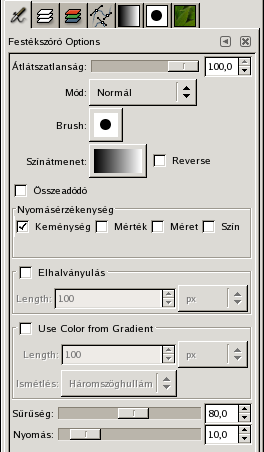 Festékszóró Options
Átlátszatlanság: 100,0
Mód: Normál
Brush:
Színátmenet: Reverse
Összeadódó
Nyomásérzékenység
Keménység Mérték Méret Szín
Elhalványulás
Length: 100 px
Use Color from Gradient
Length: 100 px
Ismétlés: Háromszöghullám
Sűrűség: 80,0
Nyomás: 10,0